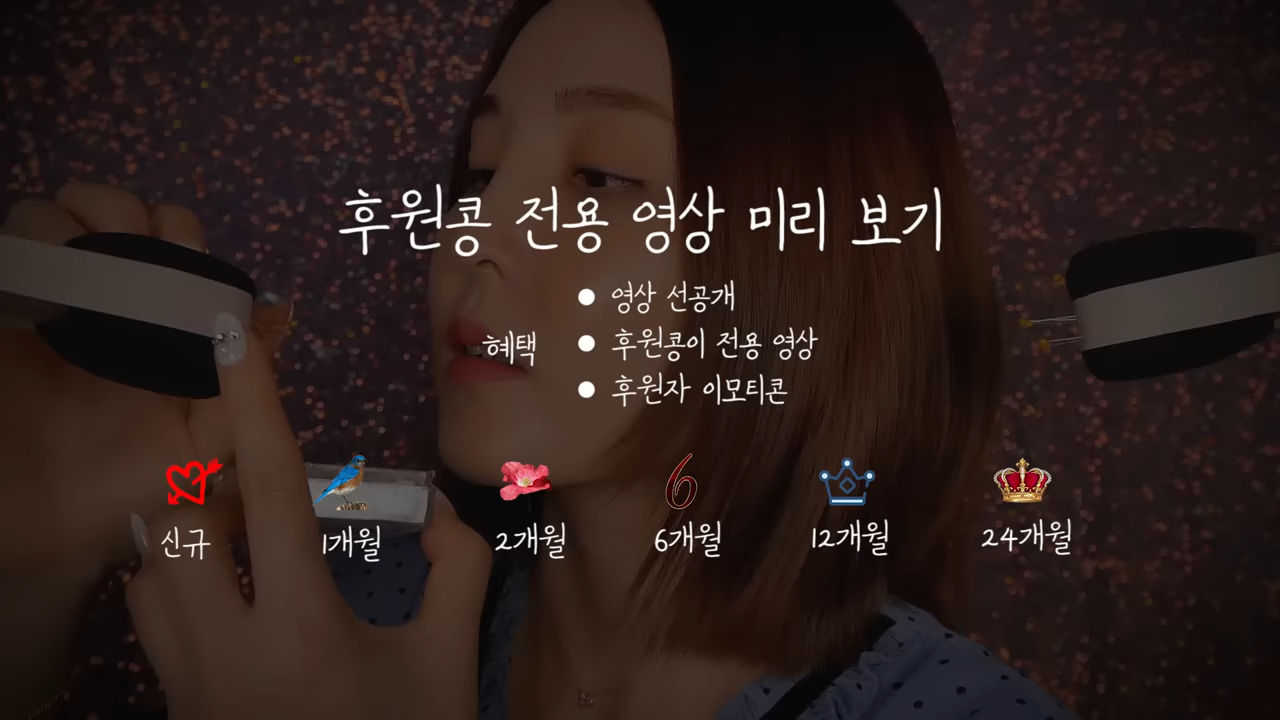 후원콩 전용 영상 미리 보기
혜택
● 영상 선공개
● 후원콩이 전용 영상
● 후원자 이모티콘
6
신규 1개월 2개월 6개월 12개월 24개월